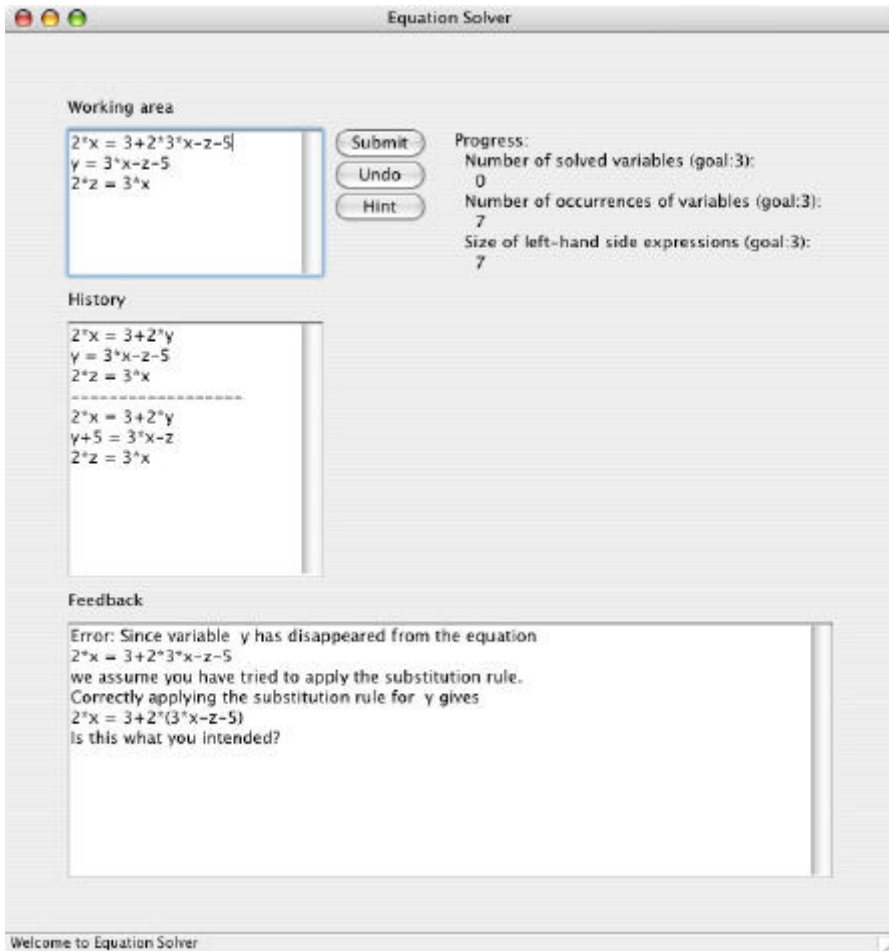 Equation Solver
Working area
2*x = 3+2*3*x-z-5
y = 3*x-z-5
2*z = 3*x
Submit
Undo
Hint
Progress:
Number of solved variables (goal:3):
0
Number of occurrences of variables (goal:3):
7
Size of left-hand side expressions (goal:3):
7
History
2*x = 3+2*y
y = 3*x-z-5
2*z = 3*x
------------------
2*x = 3+2*y
y+5 = 3*x-z
2*z = 3*x
Feedback
Error: Since variable y has disappeared from the equation
2*x = 3+2*3*x-z-5
we assume you have tried to apply the substitution rule.
Correctly applying the substitution rule for y gives
2*x = 3+2*(3*x-z-5)
Is this what you intended?
Welcome to Equation Solver